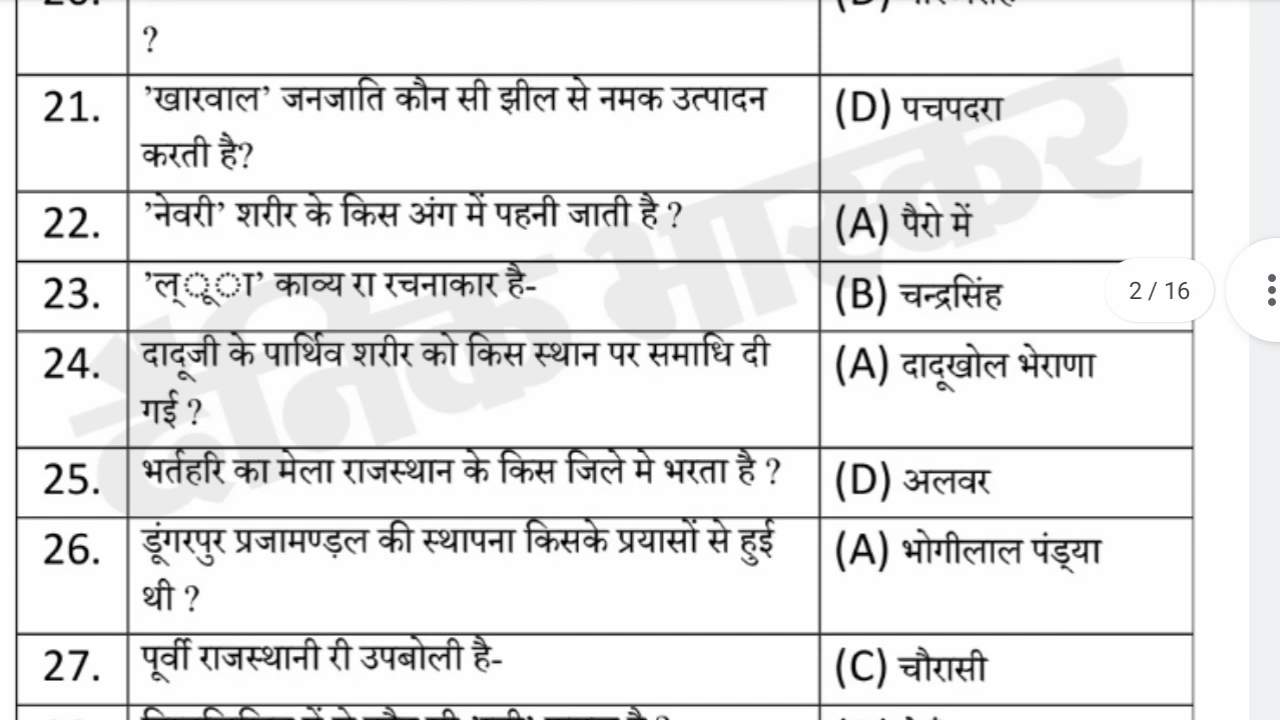 ?
21. ’खारवाल’ जनजाति कौन सी झील से नमक उत्पादन (D) पचपदरा
करती है?
22. ’नेवरी’ शरीर के किस अंग में पहनी जाती है ? (A) पैरो में
23. ’ल्ूा’ काव्य रा रचनाकार है- (B) चन्द्रसिंह
2 / 16
24. दादूजी के पार्थिव शरीर को किस स्थान पर समाधि दी (A) दादूखोल भेराणा
गई ?
25. भर्तहरि का मेला राजस्थान के किस जिले मे भरता है ? (D) अलवर
26. डूंगरपुर प्रजामण्ड़ल की स्थापना किसके प्रयासों से हुई (A) भोगीलाल पंड्या
थी ?
27. पूर्वी राजस्थानी री उपबोली है- (C) चौरासी
दैनिक भास्कर